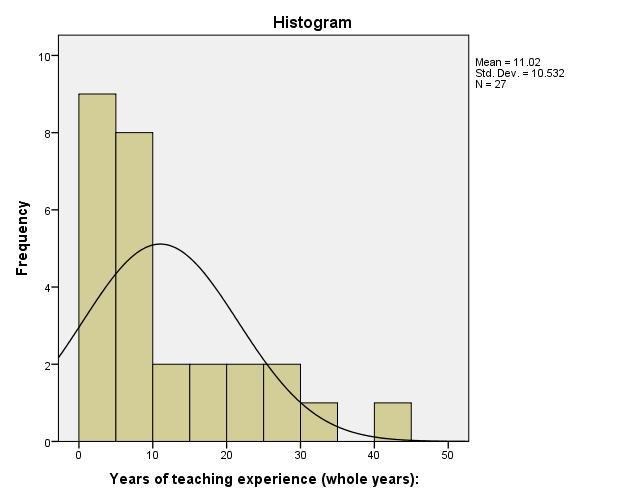 Histogram
Mean = 11.02
Std. Dev. = 10.532
N = 27
Frequency
10
8
6
4
2
0
0 10 20 30 40 50
Years of teaching experience (whole years):